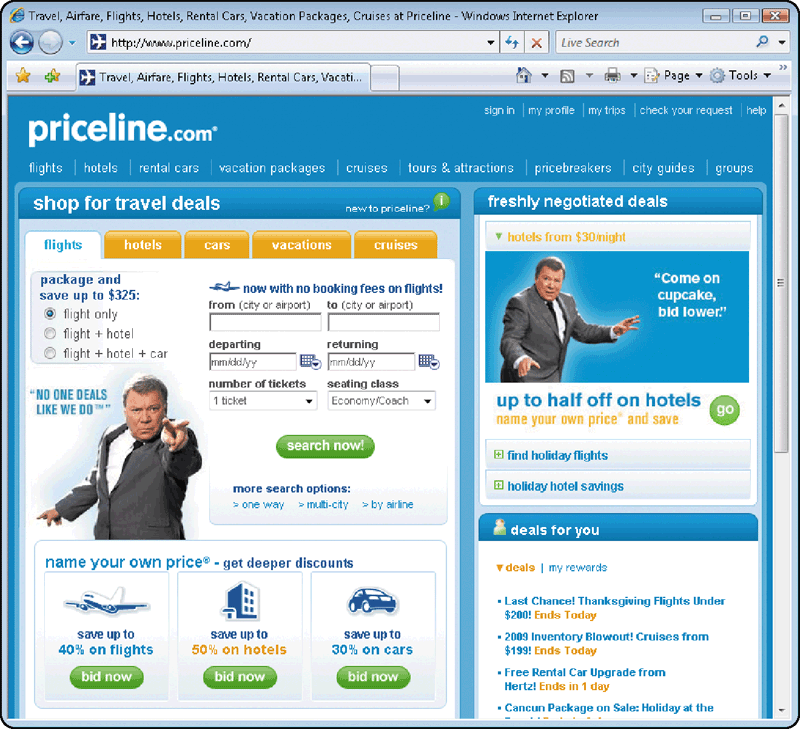 Travel, Airfare, Flights, Hotels, Rental Cars, Vacation Packages, Cruises at Priceline - Windows Internet Explorer
http://www.priceline.com/
Live Search
Travel, Airfare, Flights, Hotels, Rental Cars, Vacati...
Page
Tools
sign in | my profile | my trips | check your request | help
priceline.com®
flights | hotels | rental cars | vacation packages | cruises | tours & attractions | pricebreakers | city guides | groups
shop for travel deals
new to priceline?
flights hotels cars vacations cruises
package and
save up to $325:
flight only
flight + hotel
flight + hotel + car
"NO ONE DEALS
LIKE WE DO™"
now with no booking fees on flights!
from (city or airport) to (city or airport)
departing returning
mm/dd/yy mm/dd/yy
number of tickets seating class
1 ticket Economy/Coach
search now!
more search options:
> one way > multi-city > by airline
name your own price® - get deeper discounts
save up to
40% on flights
bid now
save up to
50% on hotels
bid now
save up to
30% on cars
bid now
freshly negotiated deals
hotels from $30/night
"Come on
cupcake,
bid lower."
up to half off on hotels
name your own price® and save
go
find holiday flights
holiday hotel savings
deals for you
deals | my rewards
Last Chance! Thanksgiving Flights Under
$200! Ends Today
2009 Inventory Blowout! Cruises from
$199! Ends Today
Free Rental Car Upgrade from
Hertz! Ends in 1 day
Cancun Package on Sale: Holiday at the